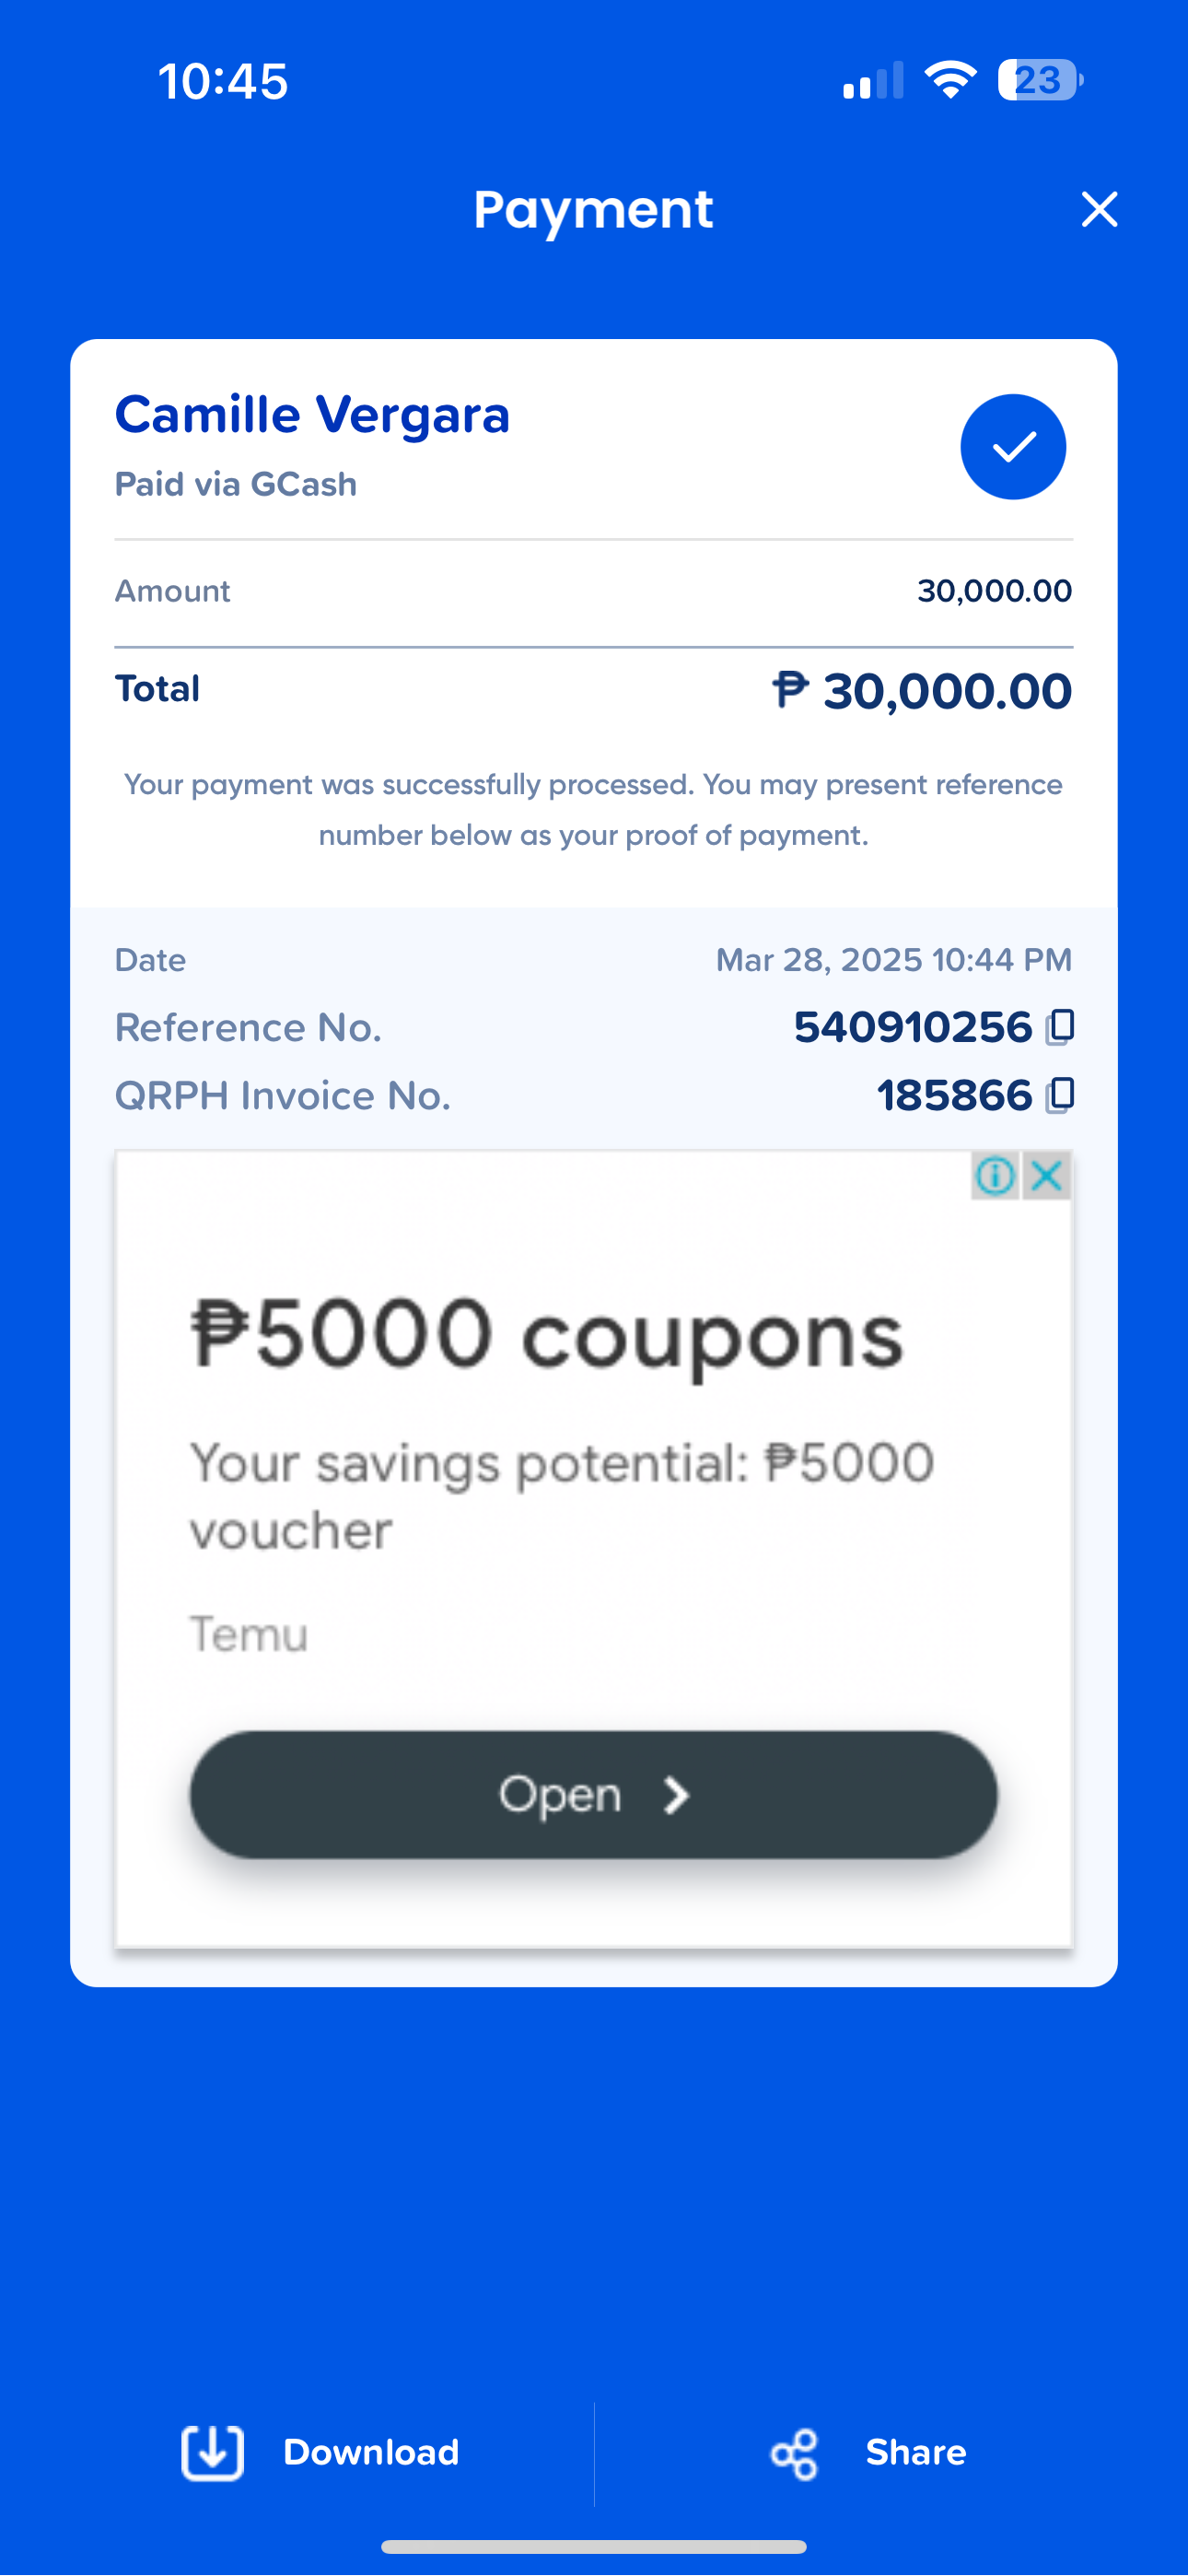 10:45
23
Payment
Camille Vergara
Paid via GCash
Amount 30,000.00
Total ₱ 30,000.00
Your payment was successfully processed. You may present reference
number below as your proof of payment.
Date Mar 28, 2025 10:44 PM
Reference No. 540910256
QRPH Invoice No. 185866
₱5000 coupons
Your savings potential: ₱5000
voucher
Temu
Open
Download
Share